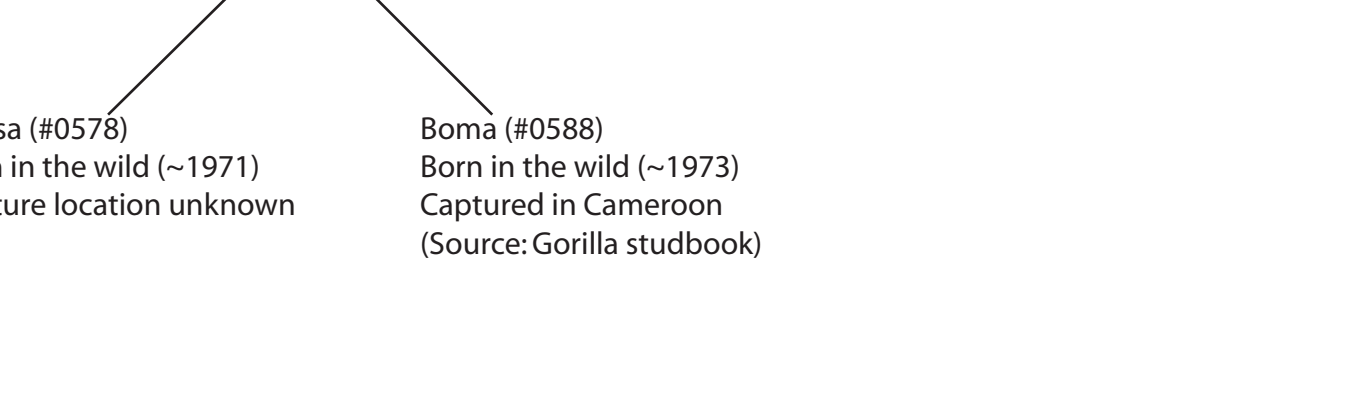 sa (#0578)
in the wild (~1971)
ture location unknown
Boma (#0588)
Born in the wild (~1973)
Captured in Cameroon
(Source: Gorilla studbook)